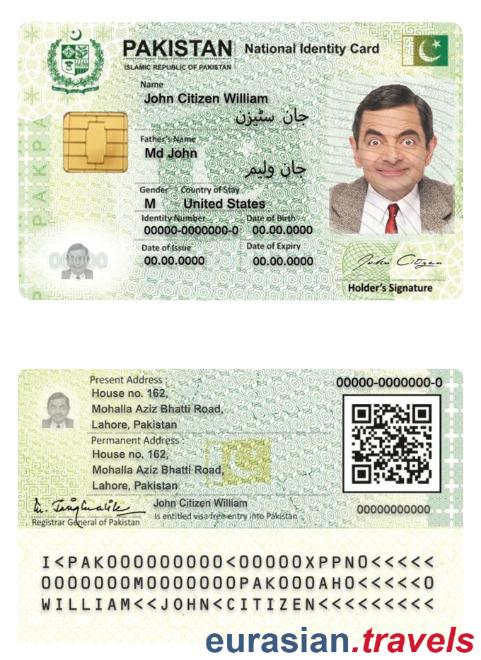 PAKISTAN National Identity Card
ISLAMIC REPUBLIC OF PAKISTAN
Name
John Citizen William
جان سٹیزن
Father's Name
Md John
جان ولیم
Gender Country of Stay
M United States
Identity Number Date of Birth
00000-0000000-0 00.00.0000
Date of Issue Date of Expiry
00.00.0000 00.00.0000
John Citizen
Holder's Signature
Present Address :
00000-0000000-0
House no. 162,
Mohalla Aziz Bhatti Road,
Lahore, Pakistan
Permanent Address :
House no. 162,
Mohalla Aziz Bhatti Road,
Lahore, Pakistan
John Citizen William
00000000000
Is entitled visa free entry into Pakistan
Registrar General of Pakistan
I<PAK0000000000<00000XPPN0<<<<<
0000000M0000000PAK000AH0<<<<<0
WILLIAM<<JOHN<CITIZEN<<<<<<<<<
eurasian.travels